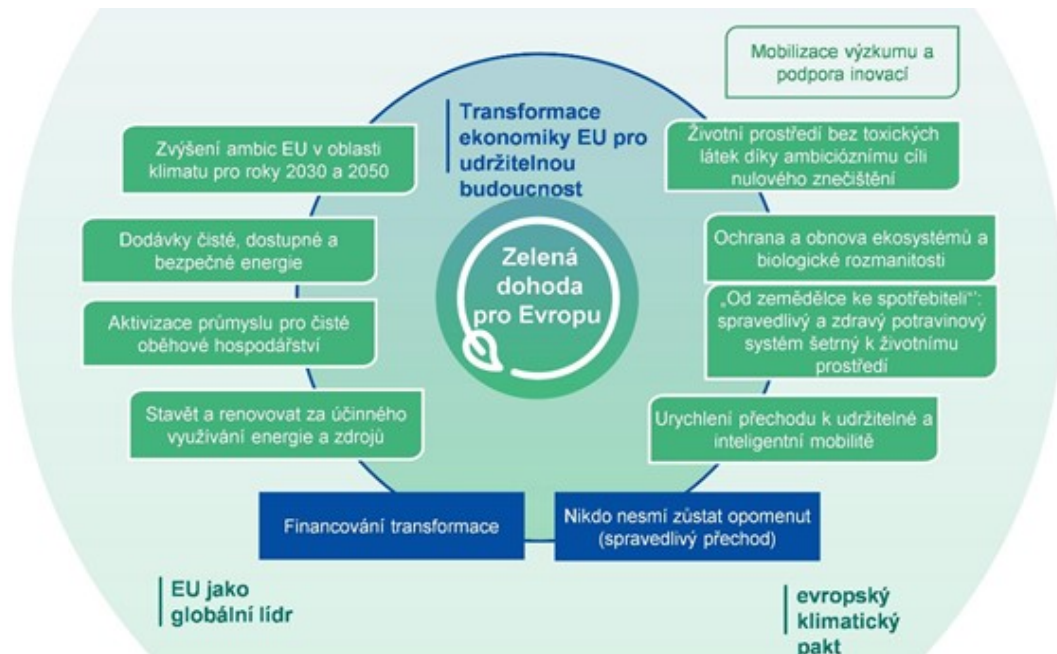 Mobilizace výzkumu a
podpora inovací
Transformace
ekonomiky EU pro
udržitelnou
budoucnost
Zvýšení ambic EU v oblasti
klimatu pro roky 2030 a 2050
Životní prostředí bez toxických
látek díky ambicióznímu cíli
nulového znečištění
Dodávky čisté, dostupné a
bezpečné energie
Ochrana a obnova ekosystémů a
biologické rozmanitosti
Zelená
dohoda
pro Evropu
Aktivizace průmyslu pro čisté
oběhové hospodářství
„Od zemědělce ke spotřebiteli“:
spravedlivý a zdravý potravinový
systém šetrný k životnímu
prostředí
Stavět a renovovat za účinného
využívání energie a zdrojů
Urychlení přechodu k udržitelné a
inteligentní mobilitě
Financování transformace
Nikdo nesmí zůstat opomenut
(spravedlivý přechod)
EU jako
globální lídr
evropský
klimatický
pakt